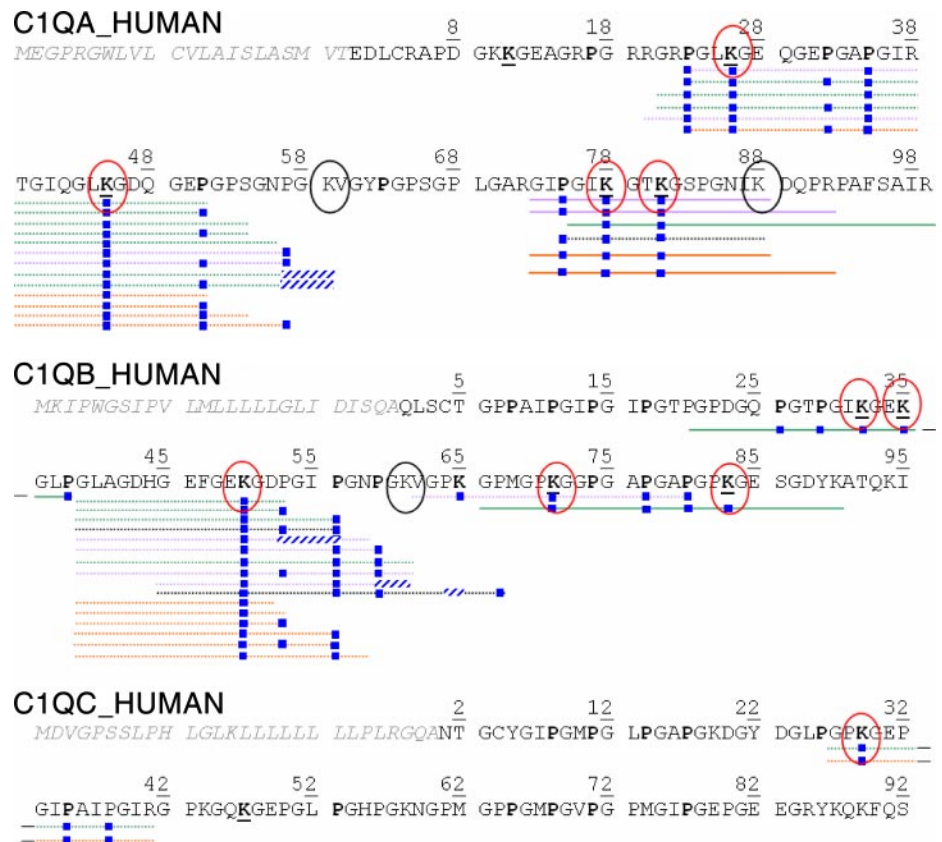 C1QA_HUMAN
8 18 28 38
MEGPRGWLVL CVLAISLASM VTEDLCRAPD GKKGEAGRPG RRGRPGLKGE QGEPGAPGIR
48 58 68 78 88 98
TGIQGLKGDQ GEPGPSGNPG KVGYPGPSGP LGARGIPGIK GTKGSPGNIK DQPRPAFSAIR
C1QB_HUMAN
5 15 25 35
MKIPWGSIPV LMLLLLLGLI DISQAQLSCT GPPAIPGIPG IPGTPGPDGQ PGTPGIKGEK
45 55 65 75 85 95
GLPGLAGDHG EFGEKGDPGI PGNPGKVGPK GPMGPKGGPG APGAPGPKGE SGDYKATQKI
C1QC_HUMAN
2 12 22 32
MDVGPSSLPH LGLKLLLLLL LLPLRGQANT GCYGIPGMPG LPGAPGKDGY DGLPGPKGEP
42 52 62 72 82 92
GIPAIPGIRG PKGQKGEPGL PGHPGKNGPM GPPGMPGVPG PMGIPGEPGE EGRYKQKFQS